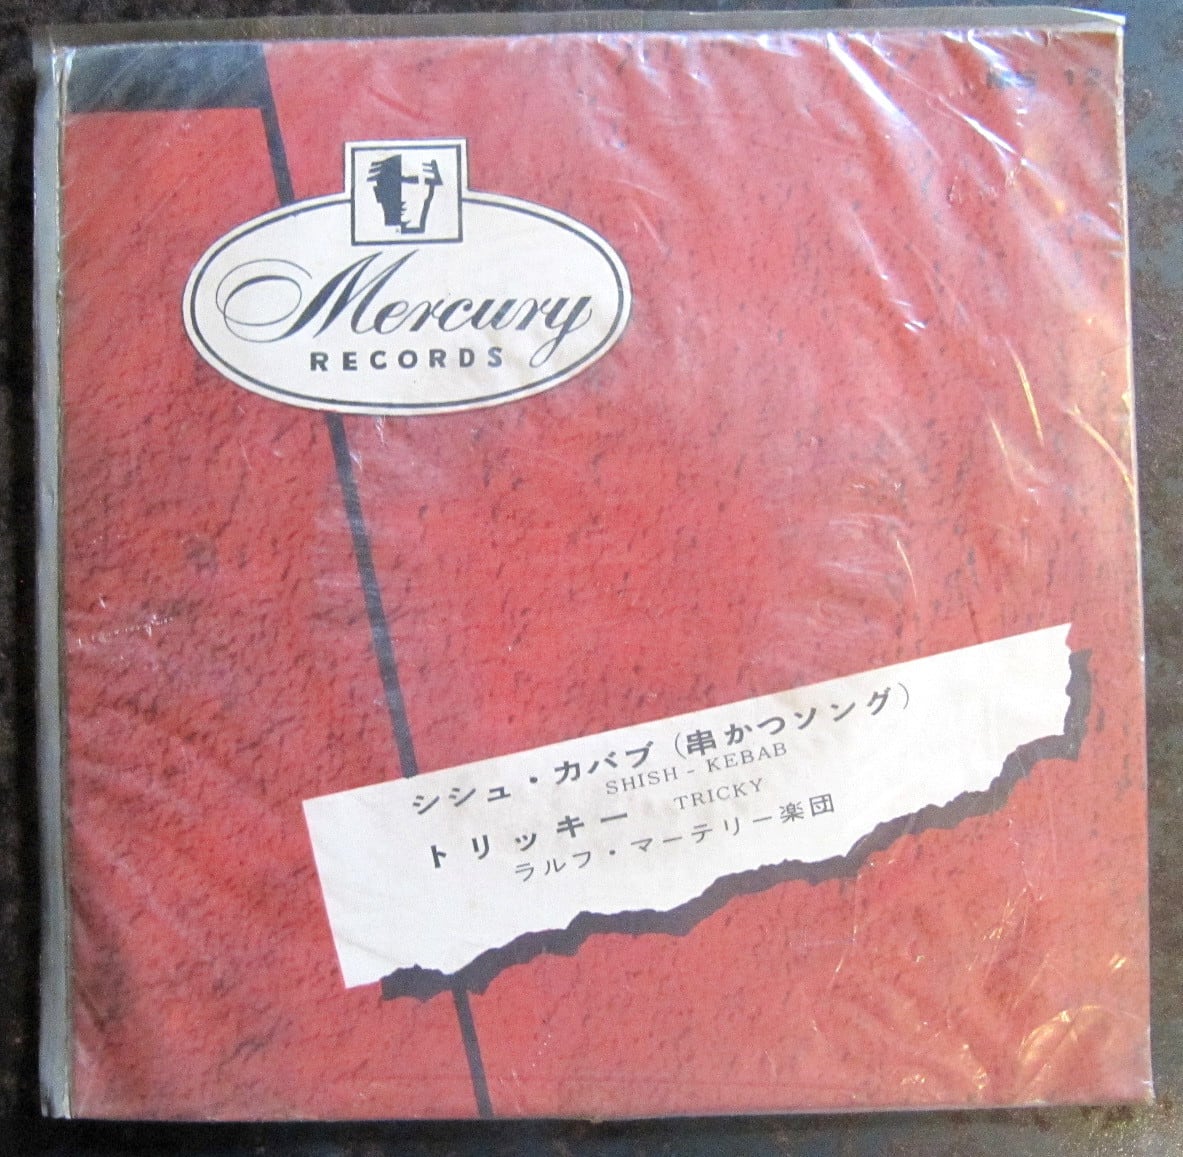 Mercury
RECORDS
シシュ・カバブ(串かつソング)
SHISH-KEBAB
トリッキー TRICKY
ラルフ・マーテリー楽団